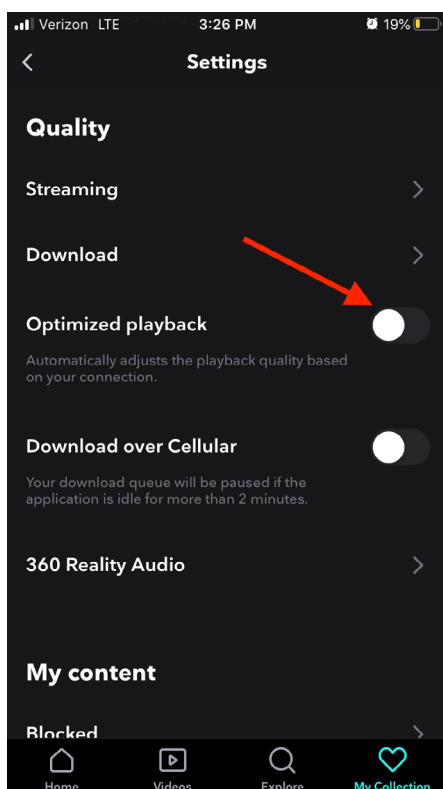 Verizon LTE 3:26 PM 19%
Settings
Quality
Streaming
Download
Optimized playback
Automatically adjusts the playback quality based
on your connection.
Download over Cellular
Your download queue will be paused if the
application is idle for more than 2 minutes.
360 Reality Audio
My content
Blocked
Home Videos Explore My Collection